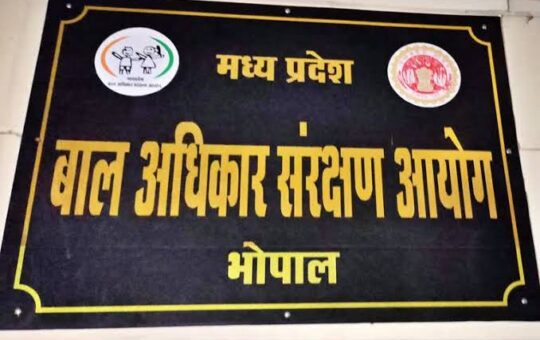 मध्य प्रदेश
बाल अधिकार संरक्षण आयोग
भोपाल